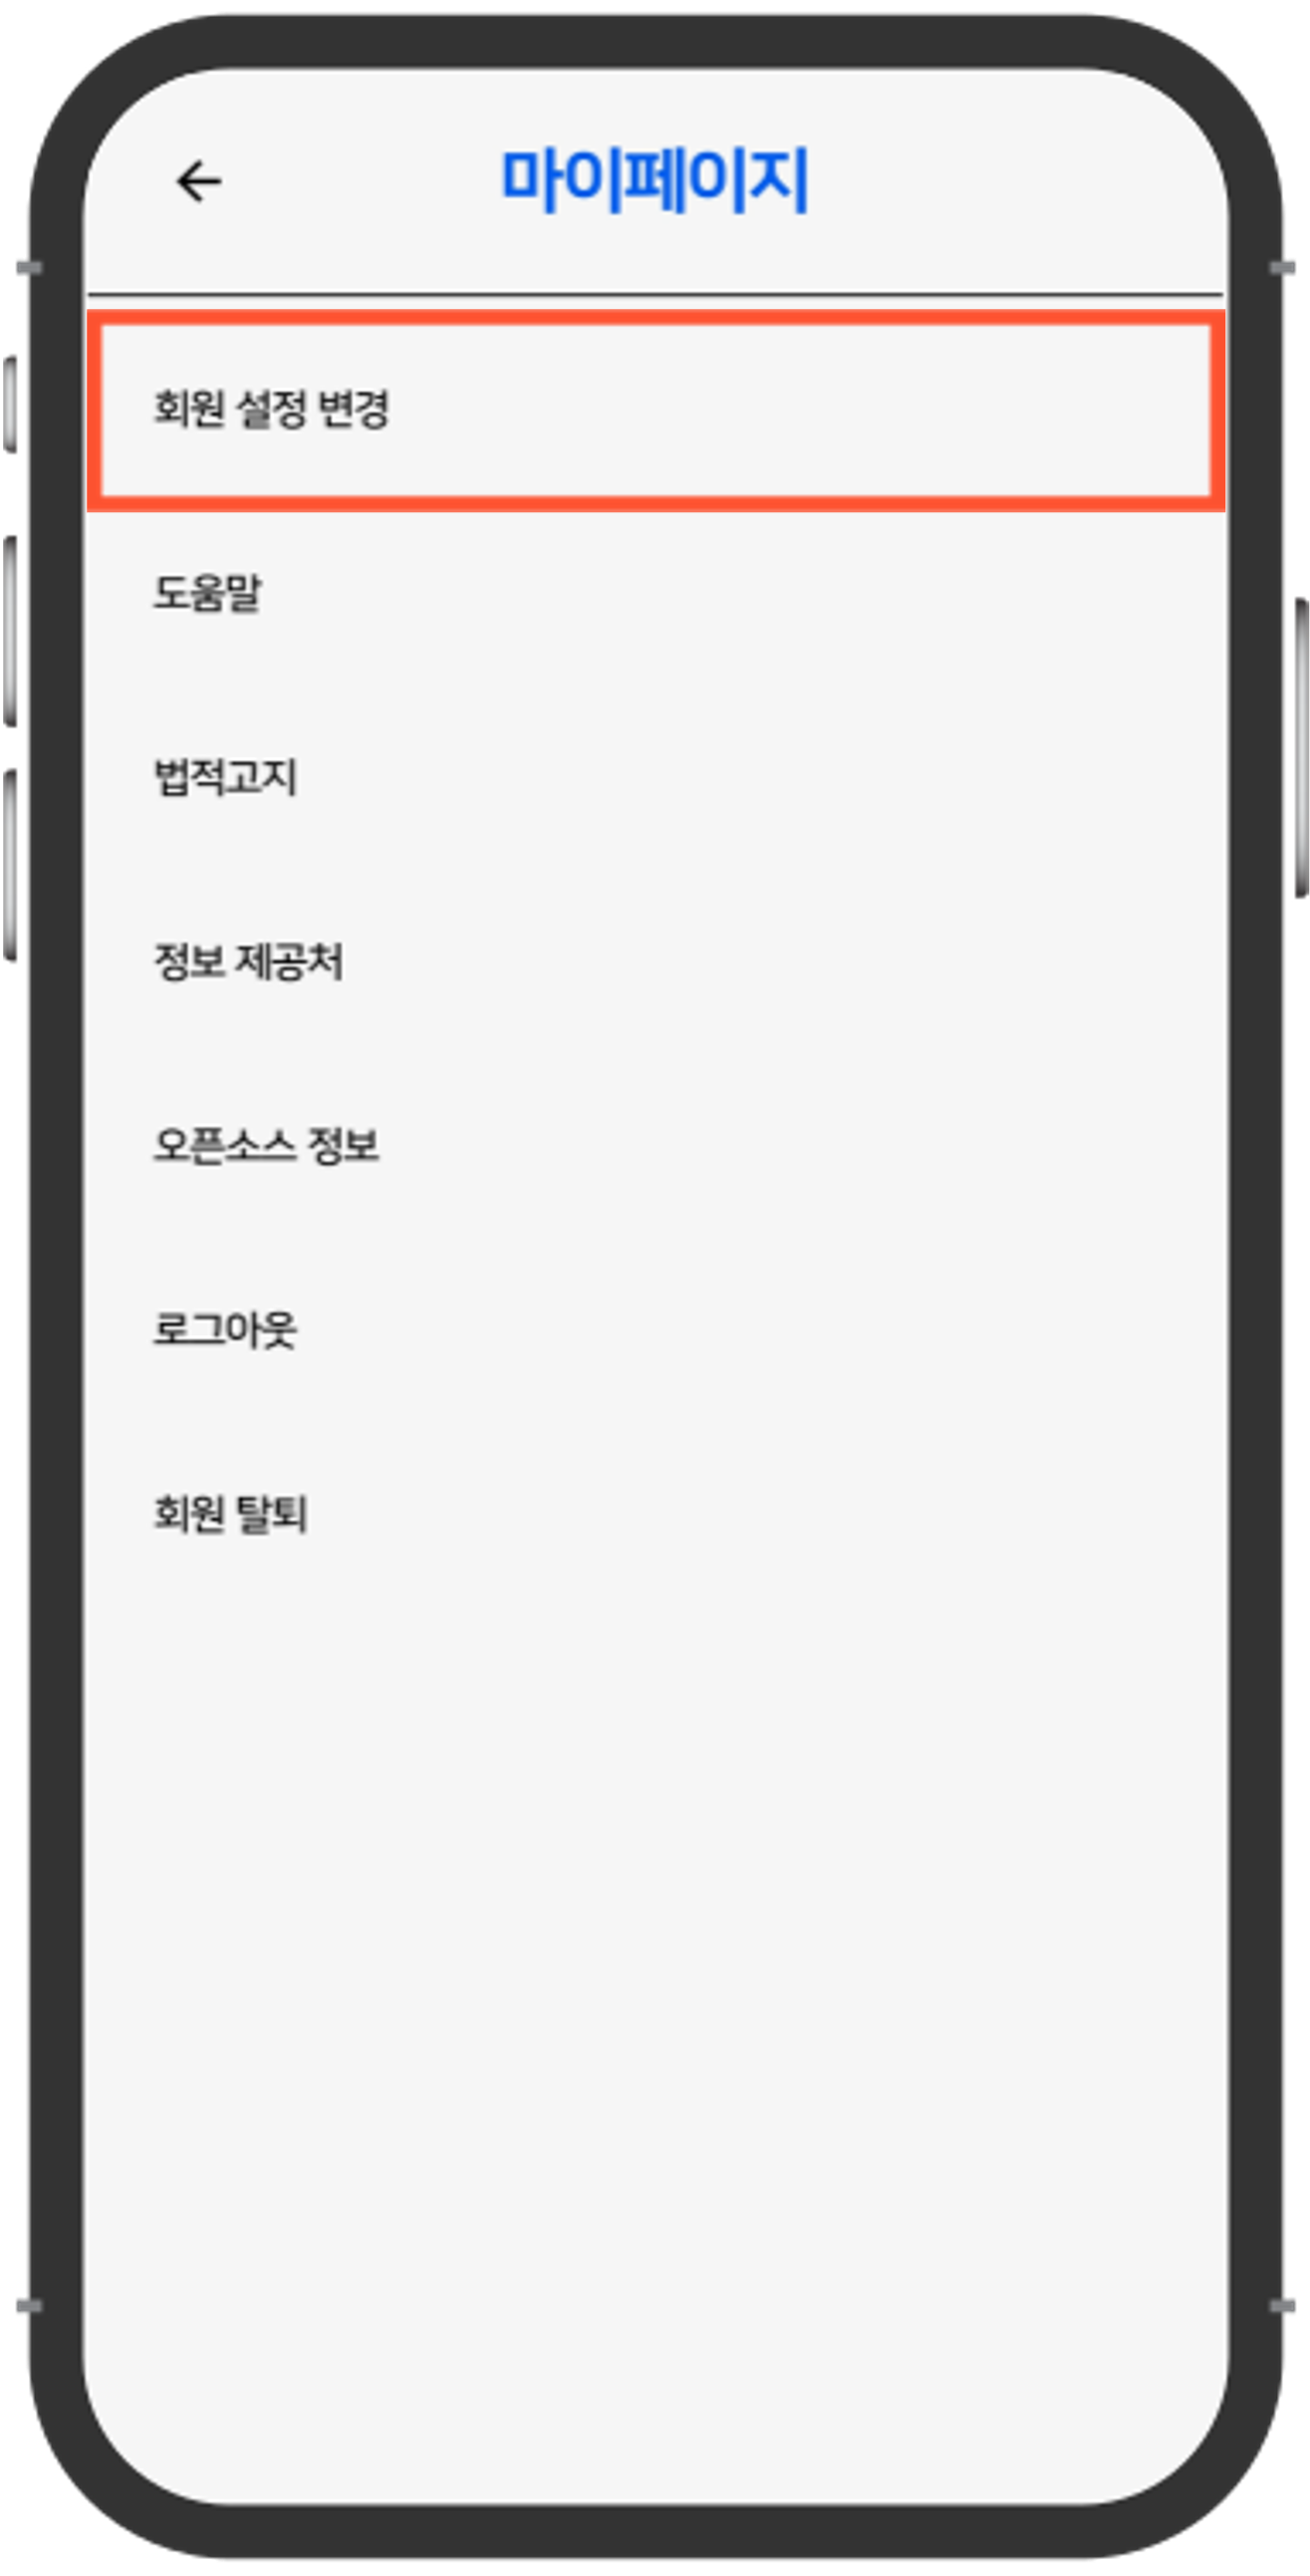 마이페이지
회원 설정 변경
도움말
법적고지
정보 제공처
오픈소스 정보
로그아웃
회원 탈퇴